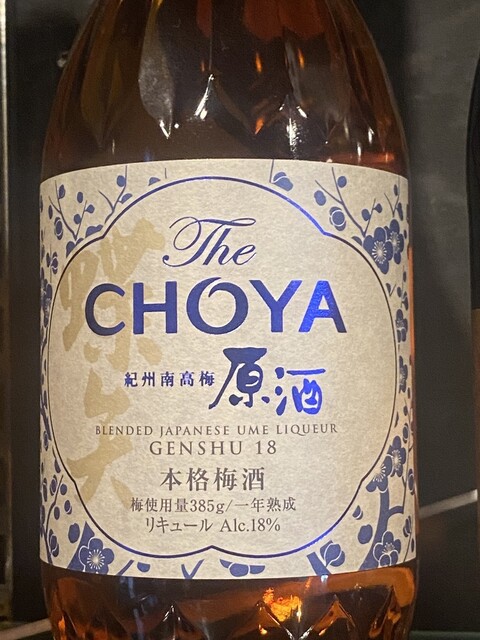 蝶矢
The
CHOYA
紀州南高梅 原酒
BLENDED JAPANESE UME LIQUEUR
GENSHU 18
本格梅酒
梅使用量385g/一年熟成
リキュール Alc.18%